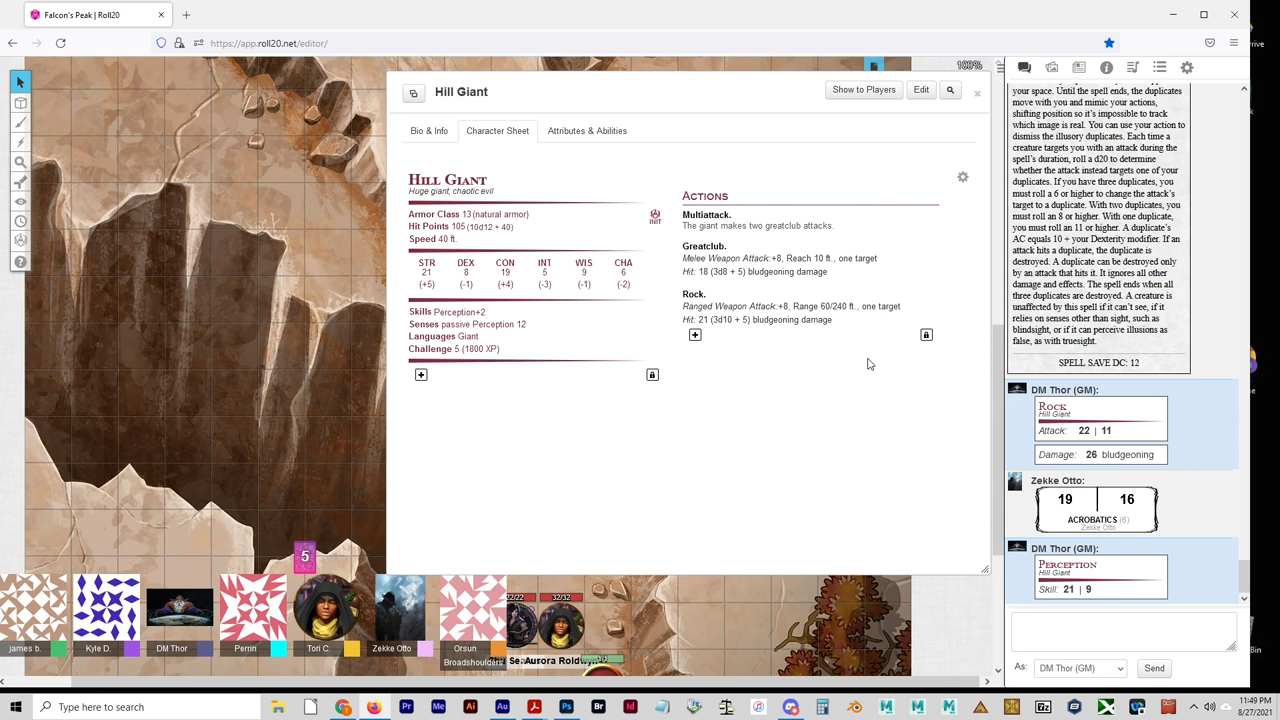 Falcon's Peak | Roll20
https://app.roll20.net/editor/
100%
Hill Giant
Show to Players
Edit
Bio & Info
Character Sheet
Attributes & Abilities
HILL GIANT
Huge giant, chaotic evil
Armor Class 13 (natural armor)
Hit Points 105 (10d12 + 40)
Speed 40 ft.
INIT
STR DEX CON INT WIS CHA
21 8 19 5 9 6
(+5) (-1) (+4) (-3) (-1) (-2)
Skills Perception+2
Senses passive Perception 12
Languages Giant
Challenge 5 (1800 XP)
ACTIONS
Multiattack.
The giant makes two greatclub attacks.
Greatclub.
Melee Weapon Attack:+8, Reach 10 ft., one target
Hit: 18 (3d8 + 5) bludgeoning damage
Rock.
Ranged Weapon Attack:+8, Range 60/240 ft., one target
Hit: 21 (3d10 + 5) bludgeoning damage
your space. Until the spell ends, the duplicates
move with you and mimic your actions,
shifting position so it's impossible to track
which image is real. You can use your action to
dismiss the illusory duplicates. Each time a
creature targets you with an attack during the
spell's duration, roll a d20 to determine
whether the attack instead targets one of your
duplicates. If you have three duplicates, you
must roll a 6 or higher to change the attack's
target to a duplicate. With two duplicates, you
must roll an 8 or higher. With one duplicate,
you must roll an 11 or higher. A duplicate's
AC equals 10 + your Dexterity modifier. If an
attack hits a duplicate, the duplicate is
destroyed. A duplicate can be destroyed only
by an attack that hits it. It ignores all other
damage and effects. The spell ends when all
three duplicates are destroyed. A creature is
unaffected by this spell if it can't see, if it
relies on senses other than sight, such as
blindsight, or if it can perceive illusions as
false, as with truesight.
SPELL SAVE DC: 12
DM Thor (GM):
ROCK
Hill Giant
Attack: 22 | 11
Damage: 26 bludgeoning
Zekke Otto:
19 16
ACROBATICS (6)
Zekke Otto
DM Thor (GM):
PERCEPTION
Hill Giant
Skill: 21 | 9
As: DM Thor (GM)
Send
5
22/22
32/32
james b.
Kyle D.
DM Thor
Perrin
Tori C.
Zekke Otto
Orsun
Broadshoulders
Aurora Roldwyn
Type here to search
Pr Me Ai Au Ps Br Id
11:49 PM
8/27/2021
Bin